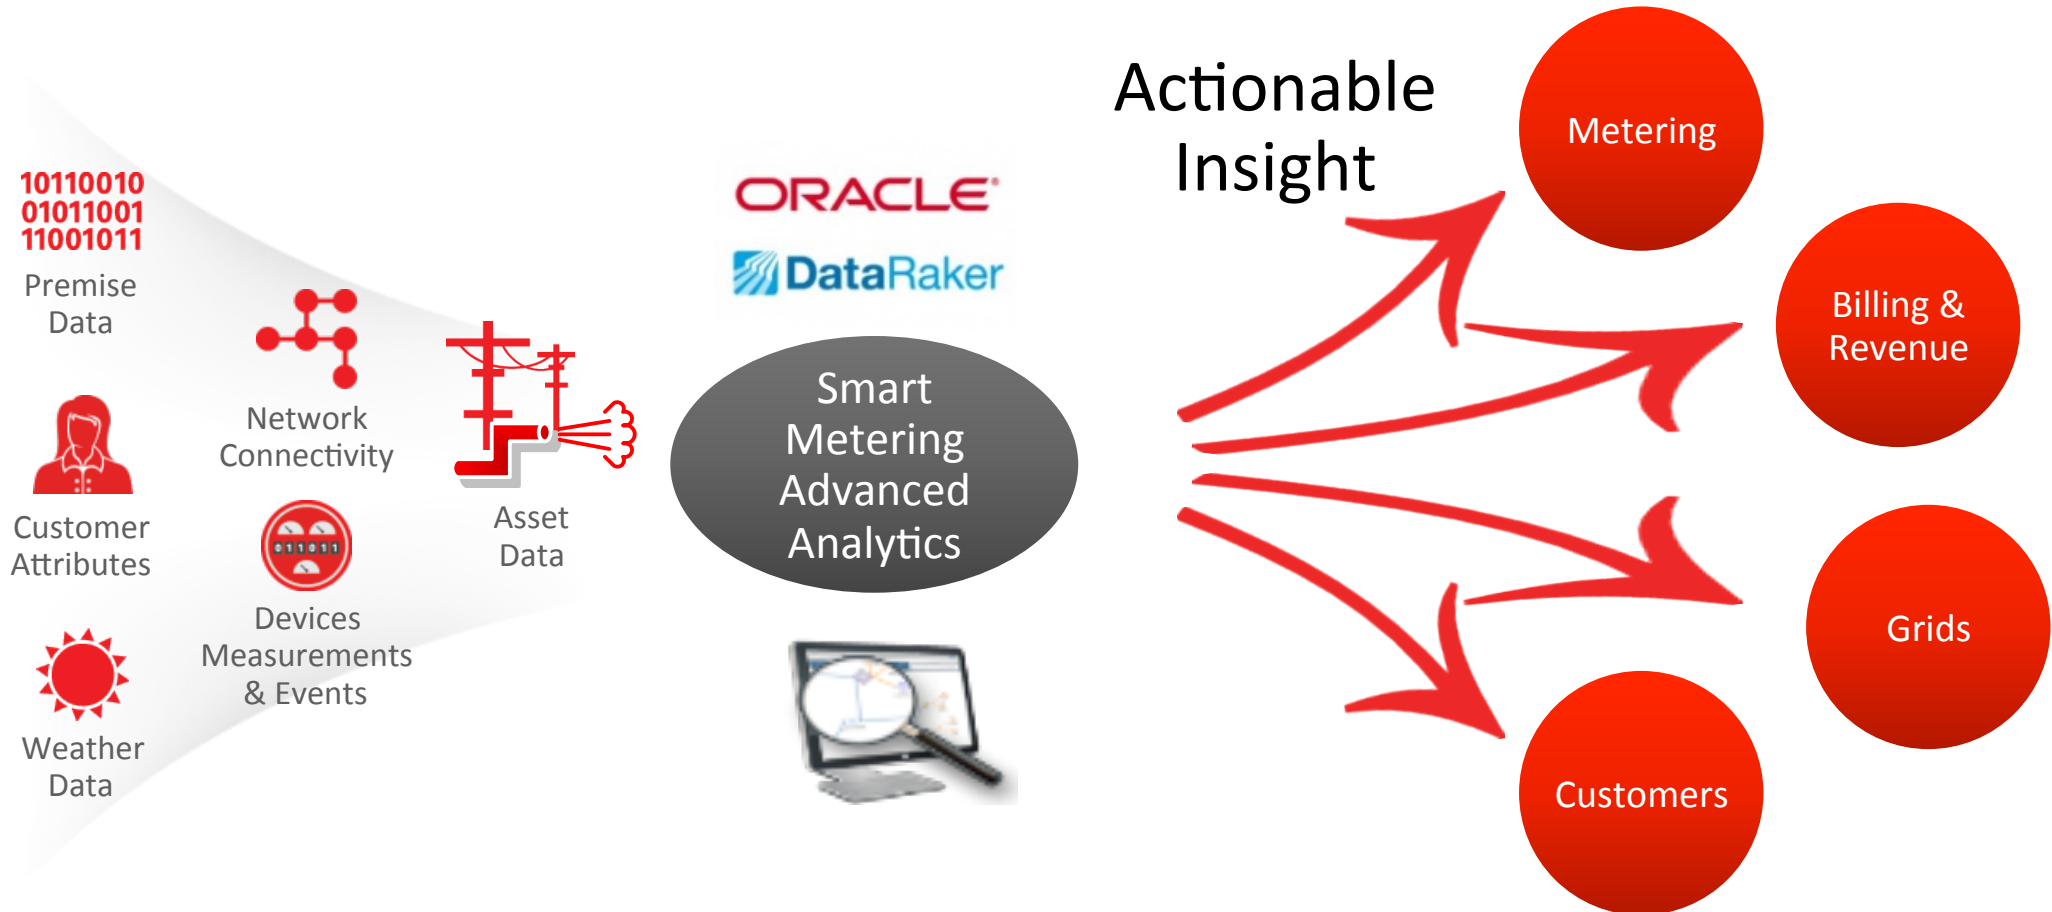 10110010
01011001
11001011
Premise
Data
Customer
Attributes
Weather
Data
Network
Connectivity
011011
Devices
Measurements
& Events
Asset
Data
ORACLE®
DataRaker
Smart
Metering
Advanced
Analytics
Actionable
Insight
Metering
Billing &
Revenue
Grids
Customers